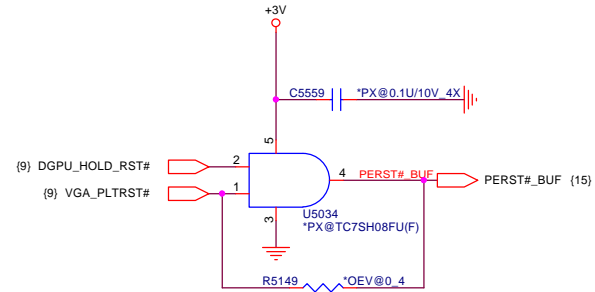 +3V
C5559 *PX@0.1U/10V_4X
5
{9} DGPU_HOLD_RST# 2
4 PERST#_BUF PERST#_BUF {15}
{9} VGA_PLTRST# 1
3
U5034
*PX@TC7SH08FU(F)
R5149 *OEV@0_4